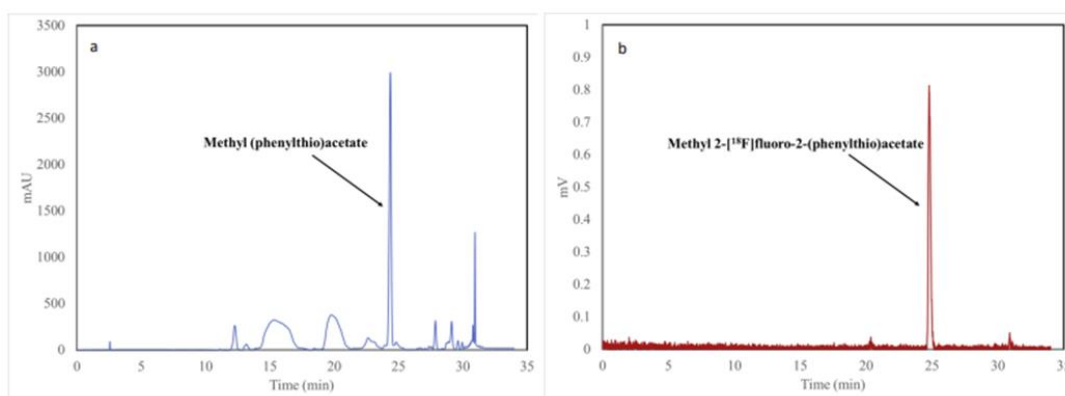 a
3500
3000
2500
2000
1500
1000
500
0
mAU
Methyl (phenylthio)acetate
0 5 10 15 20 25 30 35
Time (min)
b
1
0.9
0.8
0.7
0.6
0.5
0.4
0.3
0.2
0.1
0
mV
Methyl 2-[¹⁸F]fluoro-2-(phenylthio)acetate
0 5 10 15 20 25 30 35
Time (min)